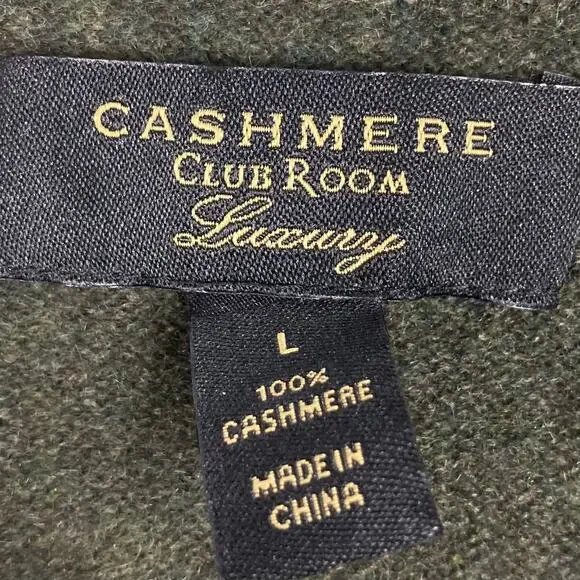 CASHMERE
CLUB ROOM
Luxury
L
100%
CASHMERE
MADE IN
CHINA